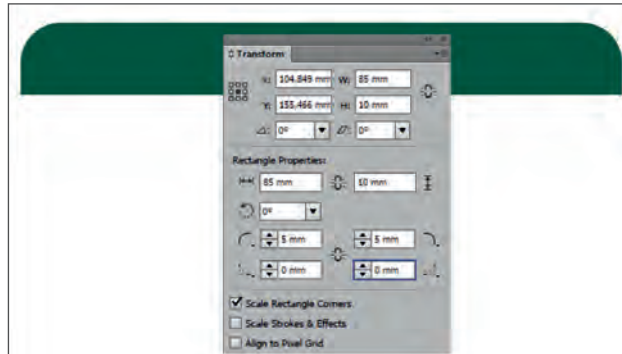 Transform
X: 104,849 mm W: 85 mm
Y: 155,466 mm H: 10 mm
0° 0°
Rectangle Properties:
85 mm 10 mm
0°
5 mm 5 mm
0 mm 0 mm
Scale Rectangle Corners
Scale Strokes & Effects
Align to Pixel Grid